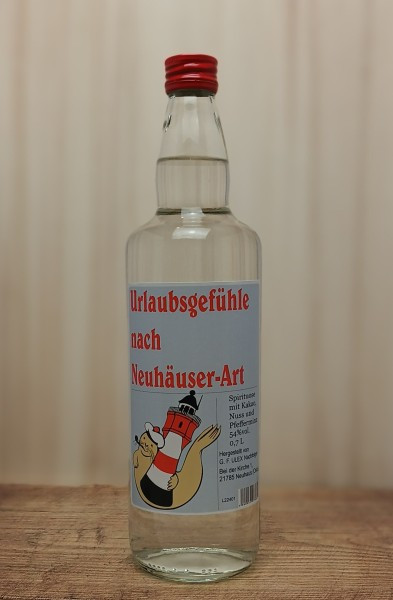 Urlaubsgefühle
nach
Neuhäuser-Art
Spirituose
mit Kakao,
Nuss und
Pfefferminz
54%vol.
0,7 L
Hergestellt von
G. F. ULEX
Bei der Kirche
21785 Neuhaus